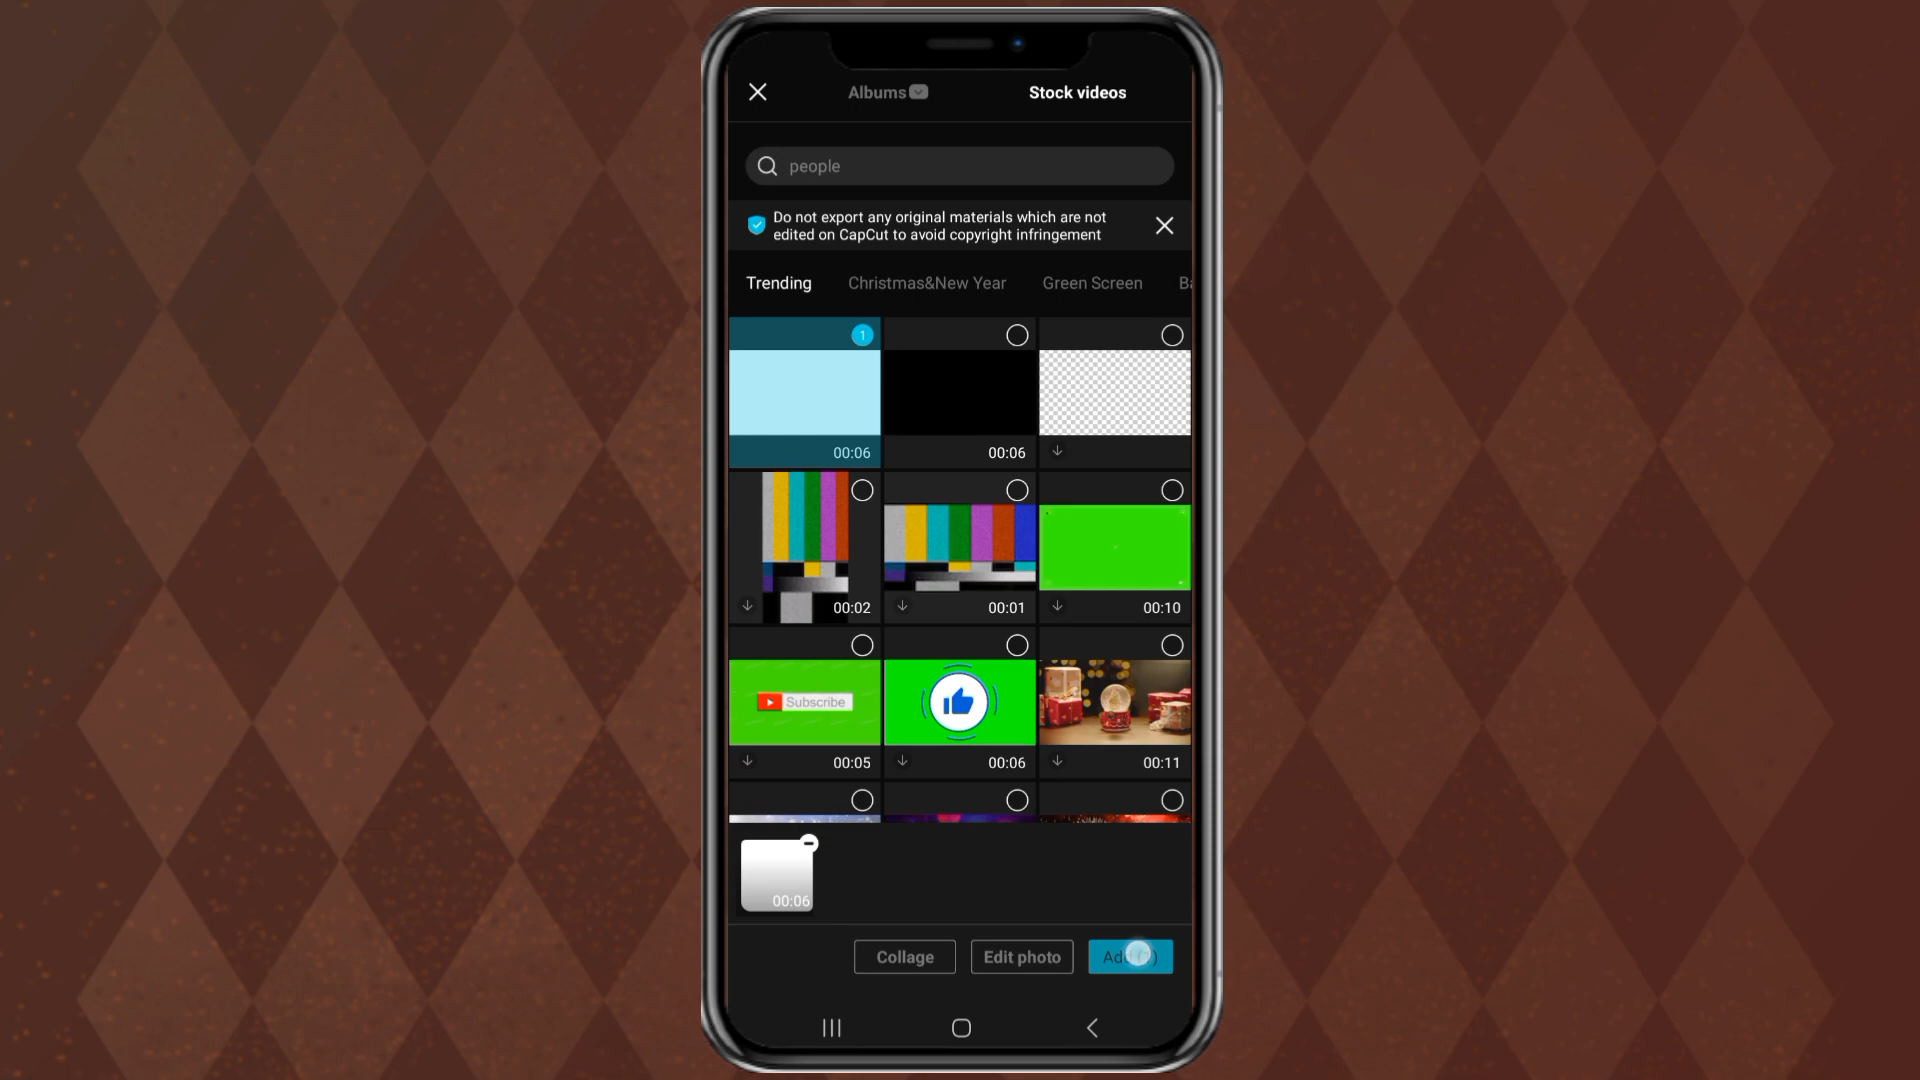 Albums
Stock videos
people
Do not export any original materials which are not
edited on CapCut to avoid copyright infringement
Trending
Christmas&New Year
Green Screen
1
00:06
00:06
00:02
00:01
00:10
Subscribe
00:05
00:06
00:11
00:06
Collage
Edit photo